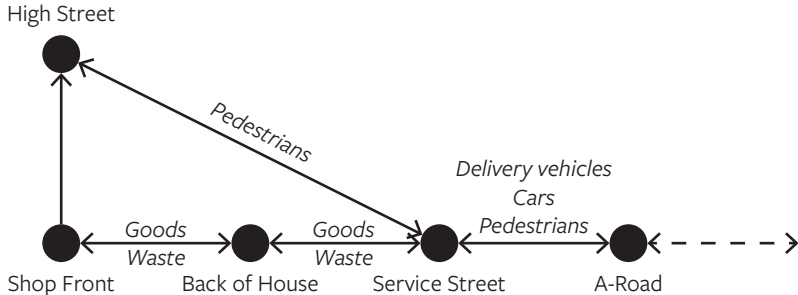 High Street
Pedestrians
Delivery vehicles
Cars
Pedestrians
Goods
Waste
Goods
Waste
Shop Front
Back of House
Service Street
A-Road